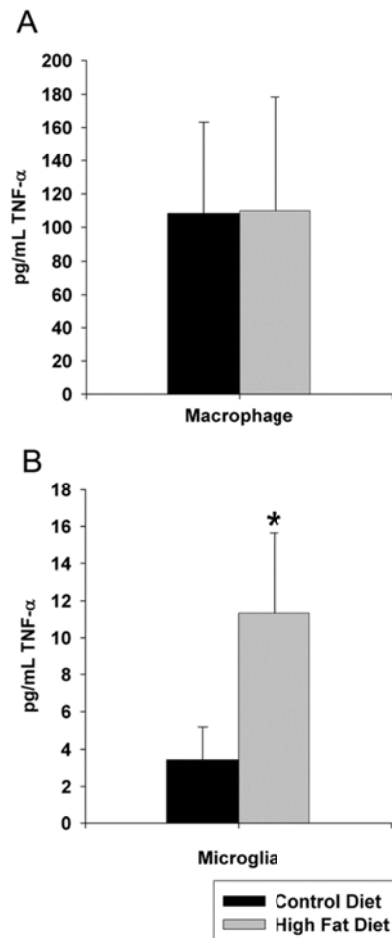 A
200
180
160
140
120
100
80
60
40
20
0
pg/mL TNF-α
Macrophage
B
18
16
14
12
10
8
6
4
2
0
pg/mL TNF-α
*
Microglia
Control Diet
High Fat Diet